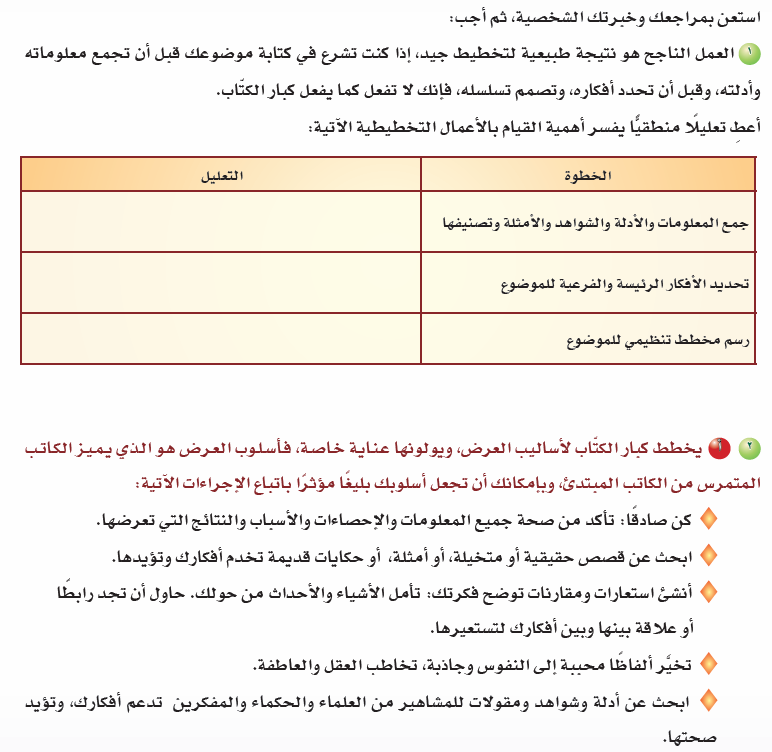 استعن بمراجعك وخبرتك الشخصية، ثم أجب:
١ العمل الناجح هو نتيجة طبيعية لتخطيط جيد، إذا كنت تشرع في كتابة موضوعك قبل أن تجمع معلوماته
وأدلته، وقبل أن تحدد أفكاره، وتصمم تسلسله، فإنك لا تفعل كما يفعل كبار الكتّاب.
أعطِ تعليلًا منطقيًّا يفسر أهمية القيام بالأعمال التخطيطية الآتية:
الخطوة التعليل
جمع المعلومات والأدلة والشواهد والأمثلة وتصنيفها
تحديد الأفكار الرئيسة والفرعية للموضوع
رسم مخطط تنظيمي للموضوع
٢ أ يخطط كبار الكتّاب لأساليب العرض، ويولونها عناية خاصة، فأسلوب العرض هو الذي يميز الكاتب
المتمرس من الكاتب المبتدئ، وبإمكانك أن تجعل أسلوبك بليغًا مؤثرًا باتباع الإجراءات الآتية:
كن صادقًا: تأكد من صحة جميع المعلومات والإحصاءات والأسباب والنتائج التي تعرضها.
ابحث عن قصص حقيقية أو متخيلة، أو أمثلة، أو حكايات قديمة تخدم أفكارك وتؤيدها.
أنشئ استعارات ومقارنات توضح فكرتك: تأمل الأشياء والأحداث من حولك. حاول أن تجد رابطًا
أو علاقة بينها وبين أفكارك لتستعيرها.
تخيَّر ألفاظًا محببة إلى النفوس وجاذبة، تخاطب العقل والعاطفة.
ابحث عن أدلة وشواهد ومقولات للمشاهير من العلماء والحكماء والمفكرين تدعم أفكارك، وتؤيد
صحتها.